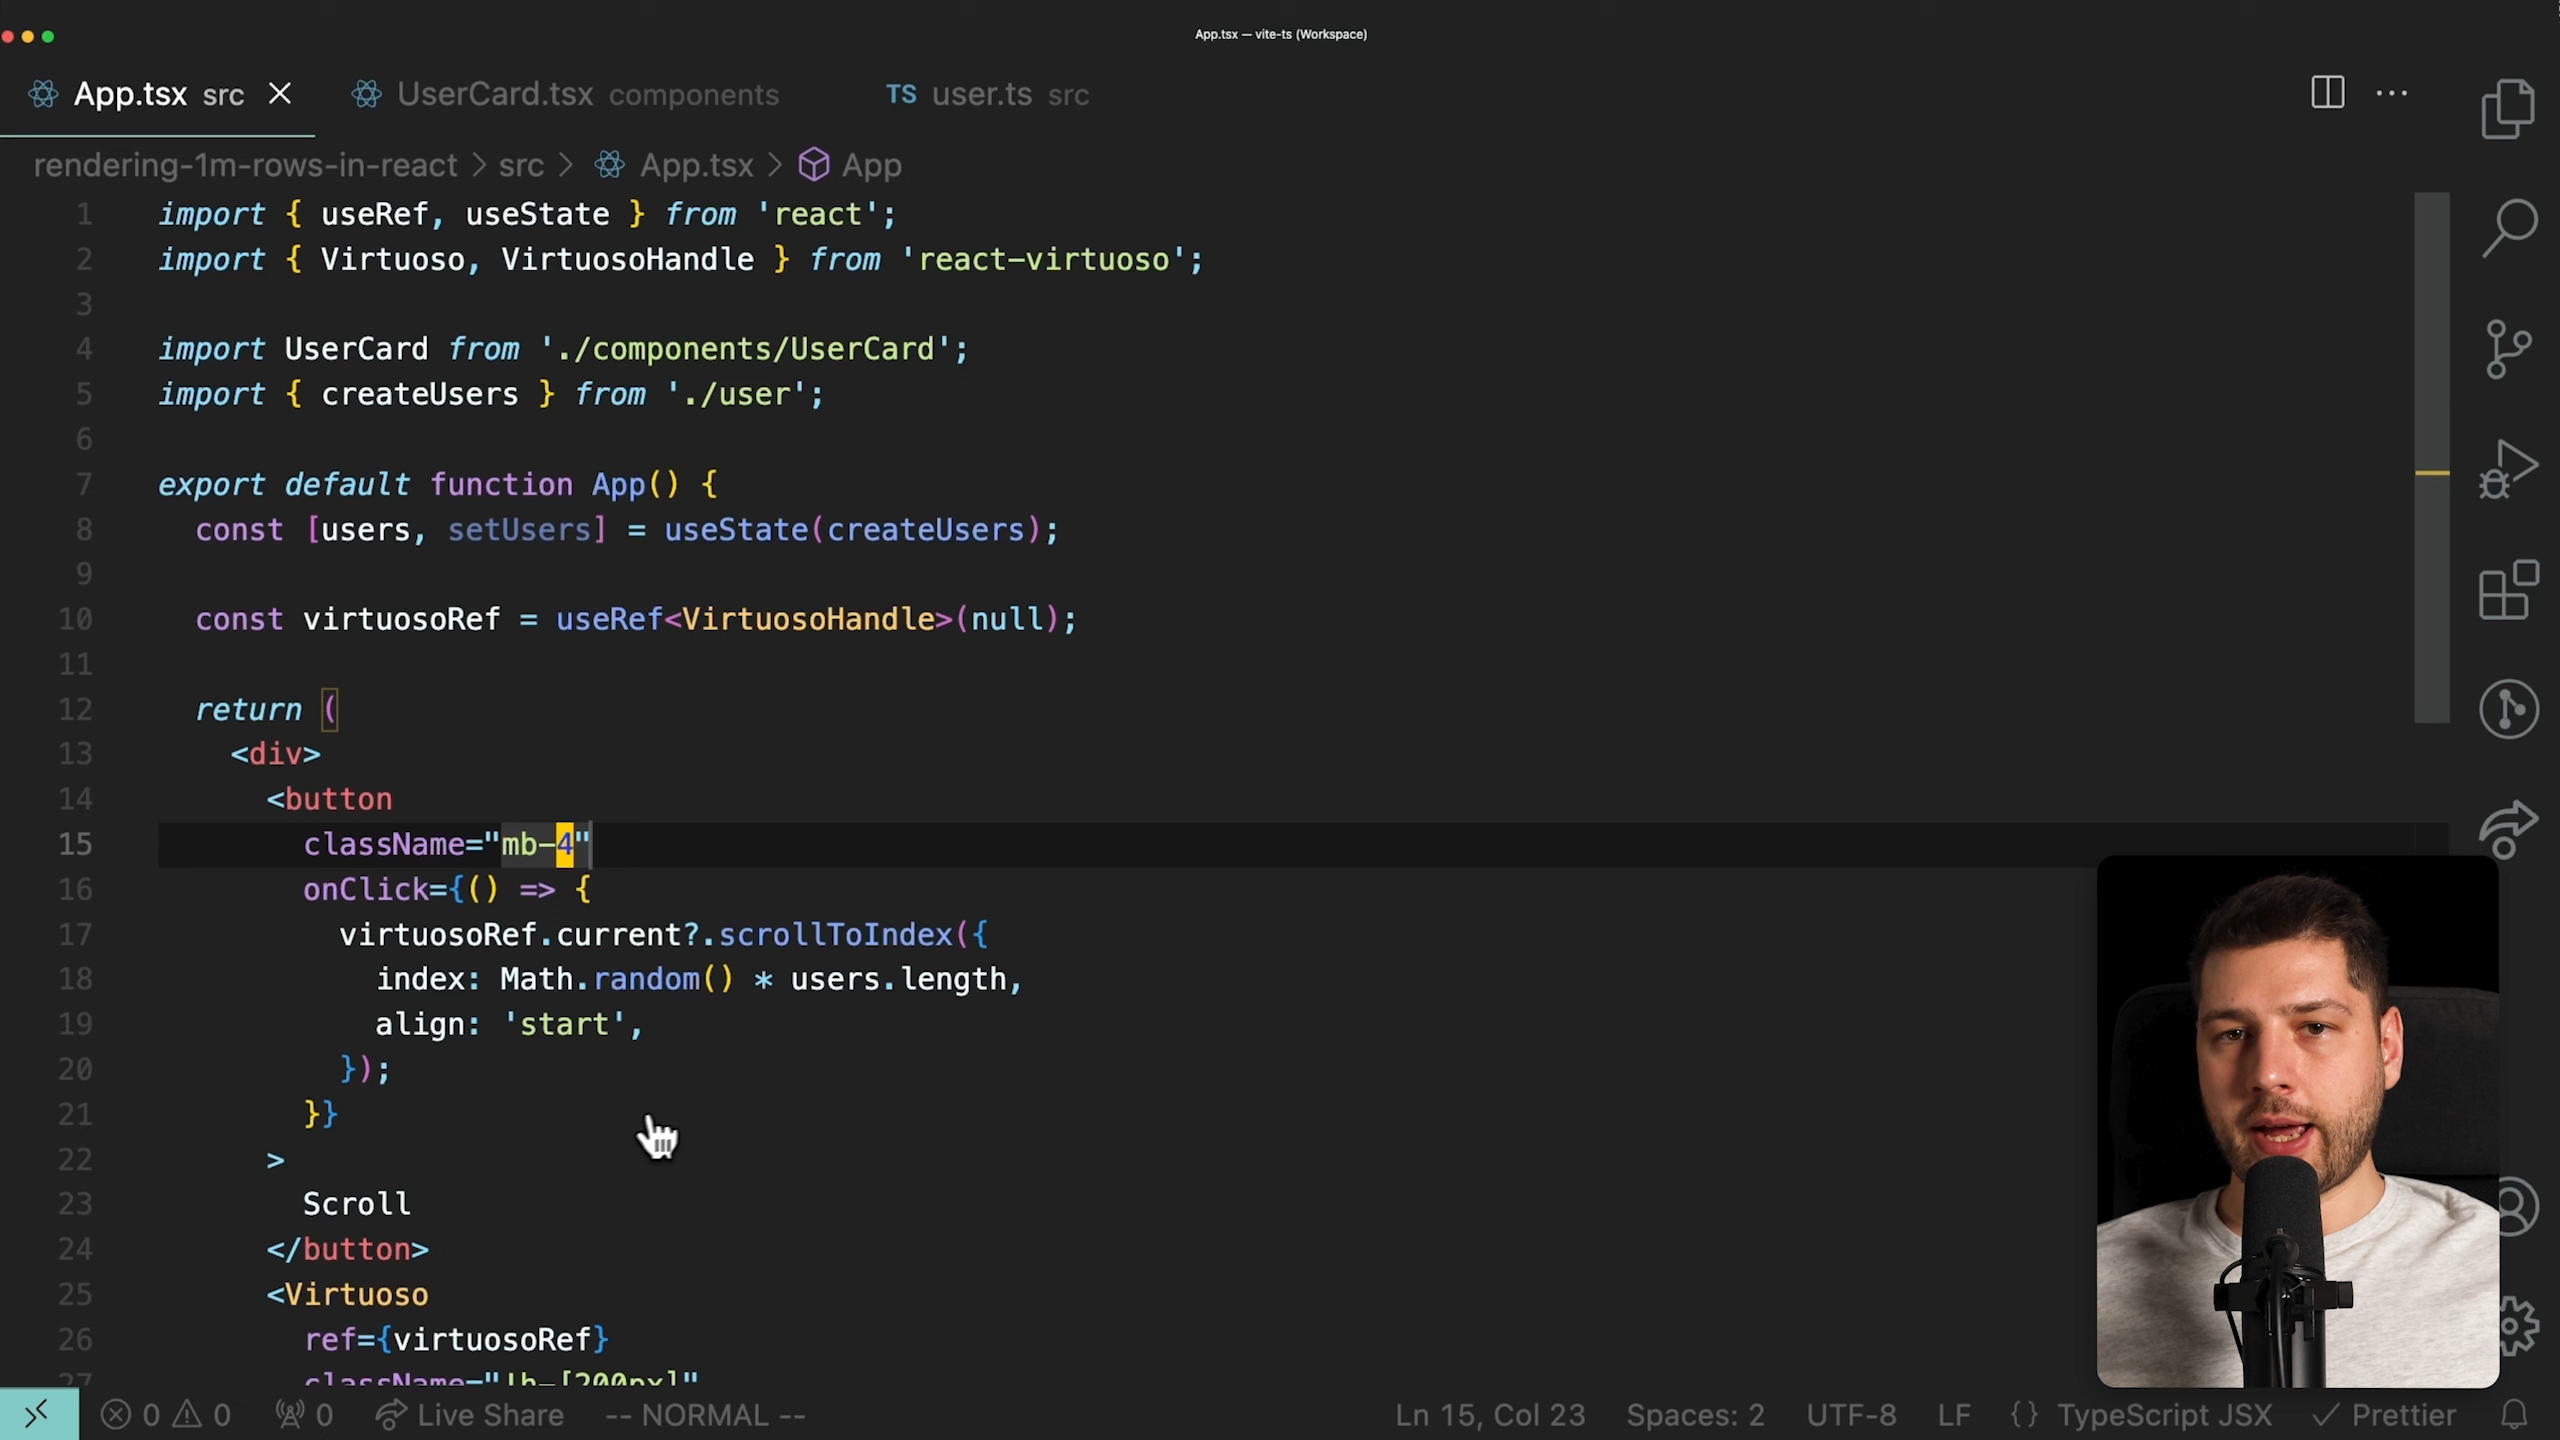 App.tsx — vite-ts (Workspace)
App.tsx src
UserCard.tsx components
TS user.ts src
rendering-1m-rows-in-react > src > App.tsx > App
1 import { useRef, useState } from 'react';
2 import { Virtuoso, VirtuosoHandle } from 'react-virtuoso';
3
4 import UserCard from './components/UserCard';
5 import { createUsers } from './user';
6
7 export default function App() {
8 const [users, setUsers] = useState(createUsers);
9
10 const virtuosoRef = useRef<VirtuosoHandle>(null);
11
12 return (
13 <div>
14 <button
15 className="mb-4"
16 onClick={() => {
17 virtuosoRef.current?.scrollToIndex({
18 index: Math.random() * users.length,
19 align: 'start',
20 });
21 }}
22 >
23 Scroll
24 </button>
25 <Virtuoso
26 ref={virtuosoRef}
27 className="!h-[200px]"
0 0 0 Live Share -- NORMAL -- Ln 15, Col 23 Spaces: 2 UTF-8 LF {} TypeScript JSX Prettier